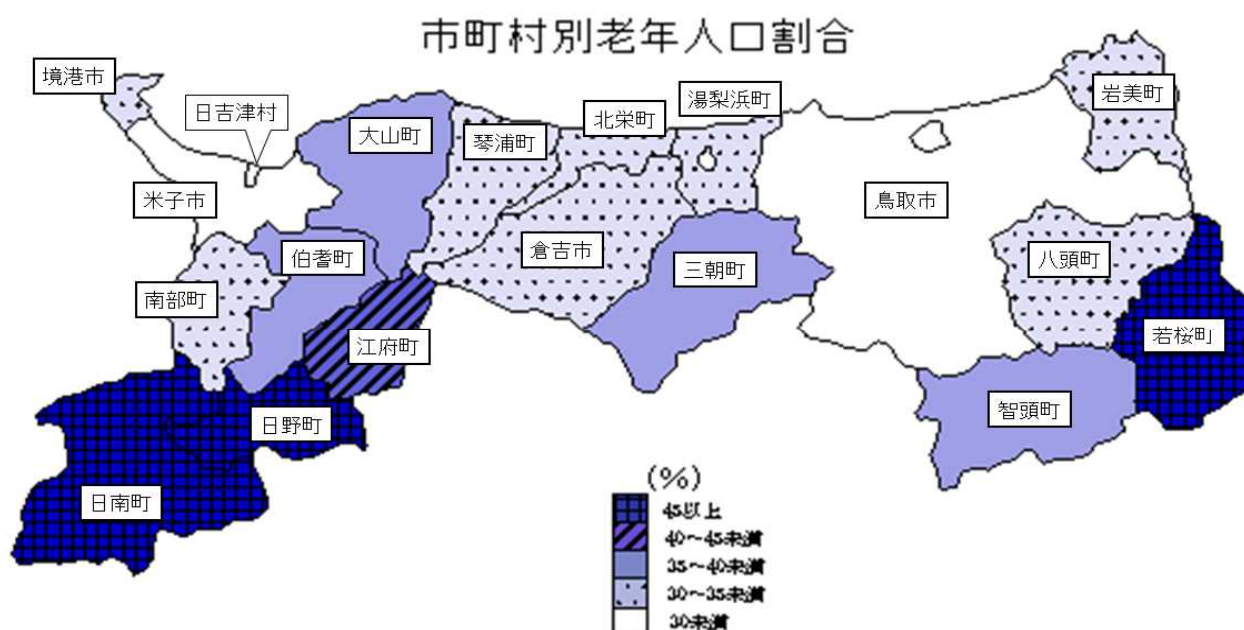 市町村別老年人口割合
境港市
日吉津村
大山町
琴浦町
北栄町
湯梨浜町
岩美町
米子市
鳥取市
伯耆町
倉吉市
三朝町
八頭町
南部町
江府町
若桜町
日野町
智頭町
日南町
(%)
45以上
40～45未満
35～40未満
30～35未満
30未満